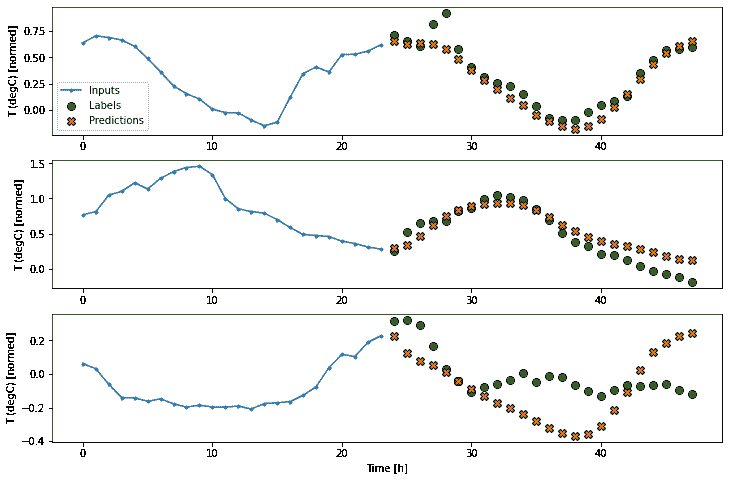 0.75
0.50
0.25
0.00
T (degC) [normed]
Inputs
Labels
Predictions
0 10 20 30 40
1.5
1.0
0.5
0.0
T (degC) [normed]
0 10 20 30 40
0.2
0.0
−0.2
−0.4
T (degC) [normed]
0 10 20 30 40
Time [h]